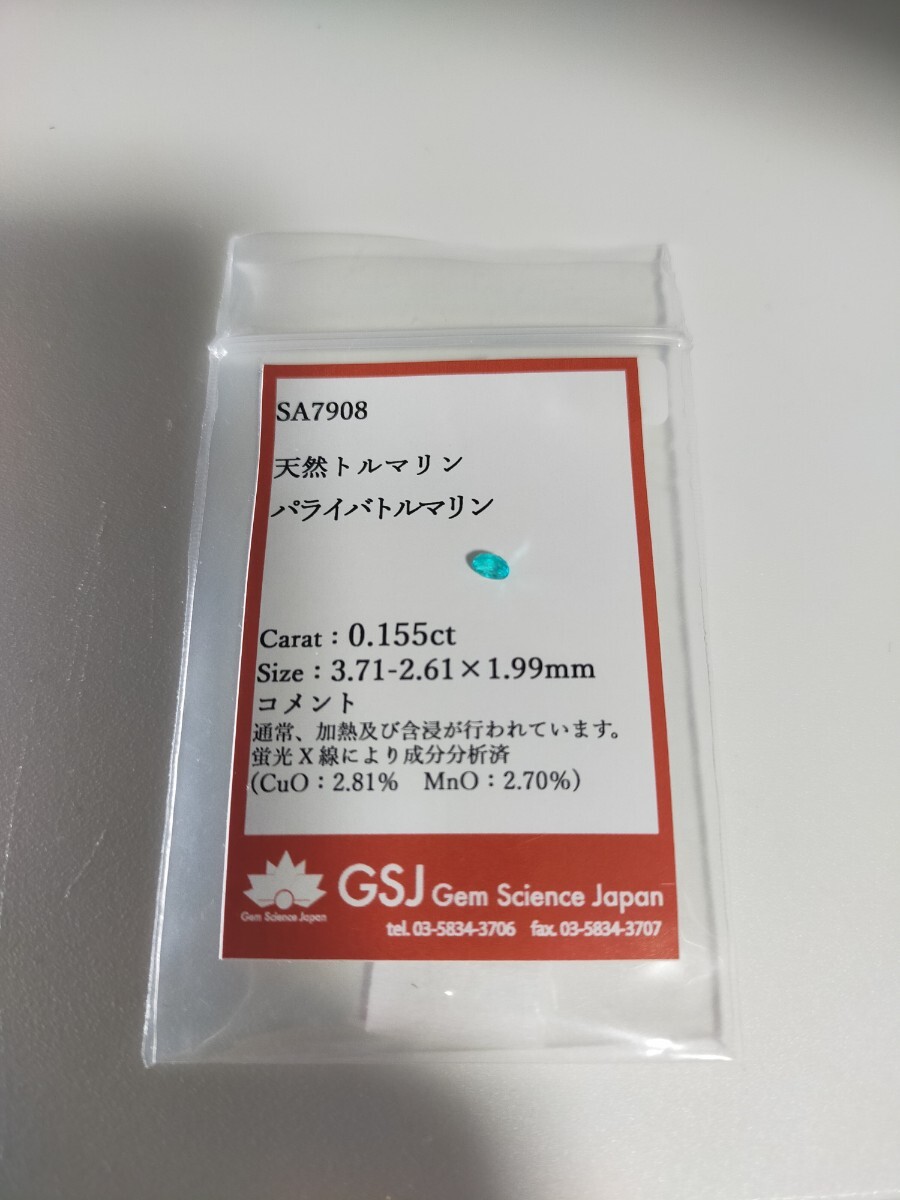 SA7908
天然トルマリン
パライバトルマリン
Carat：0.155ct
Size：3.71-2.61×1.99mm
コメント
通常、加熱及び含浸が行われています。
蛍光X線により成分分析済
(CuO：2.81%　MnO：2.70%)
GSJ Gem Science Japan
Gem Science Japan
tel. 03-5834-3706　fax. 03-5834-3707